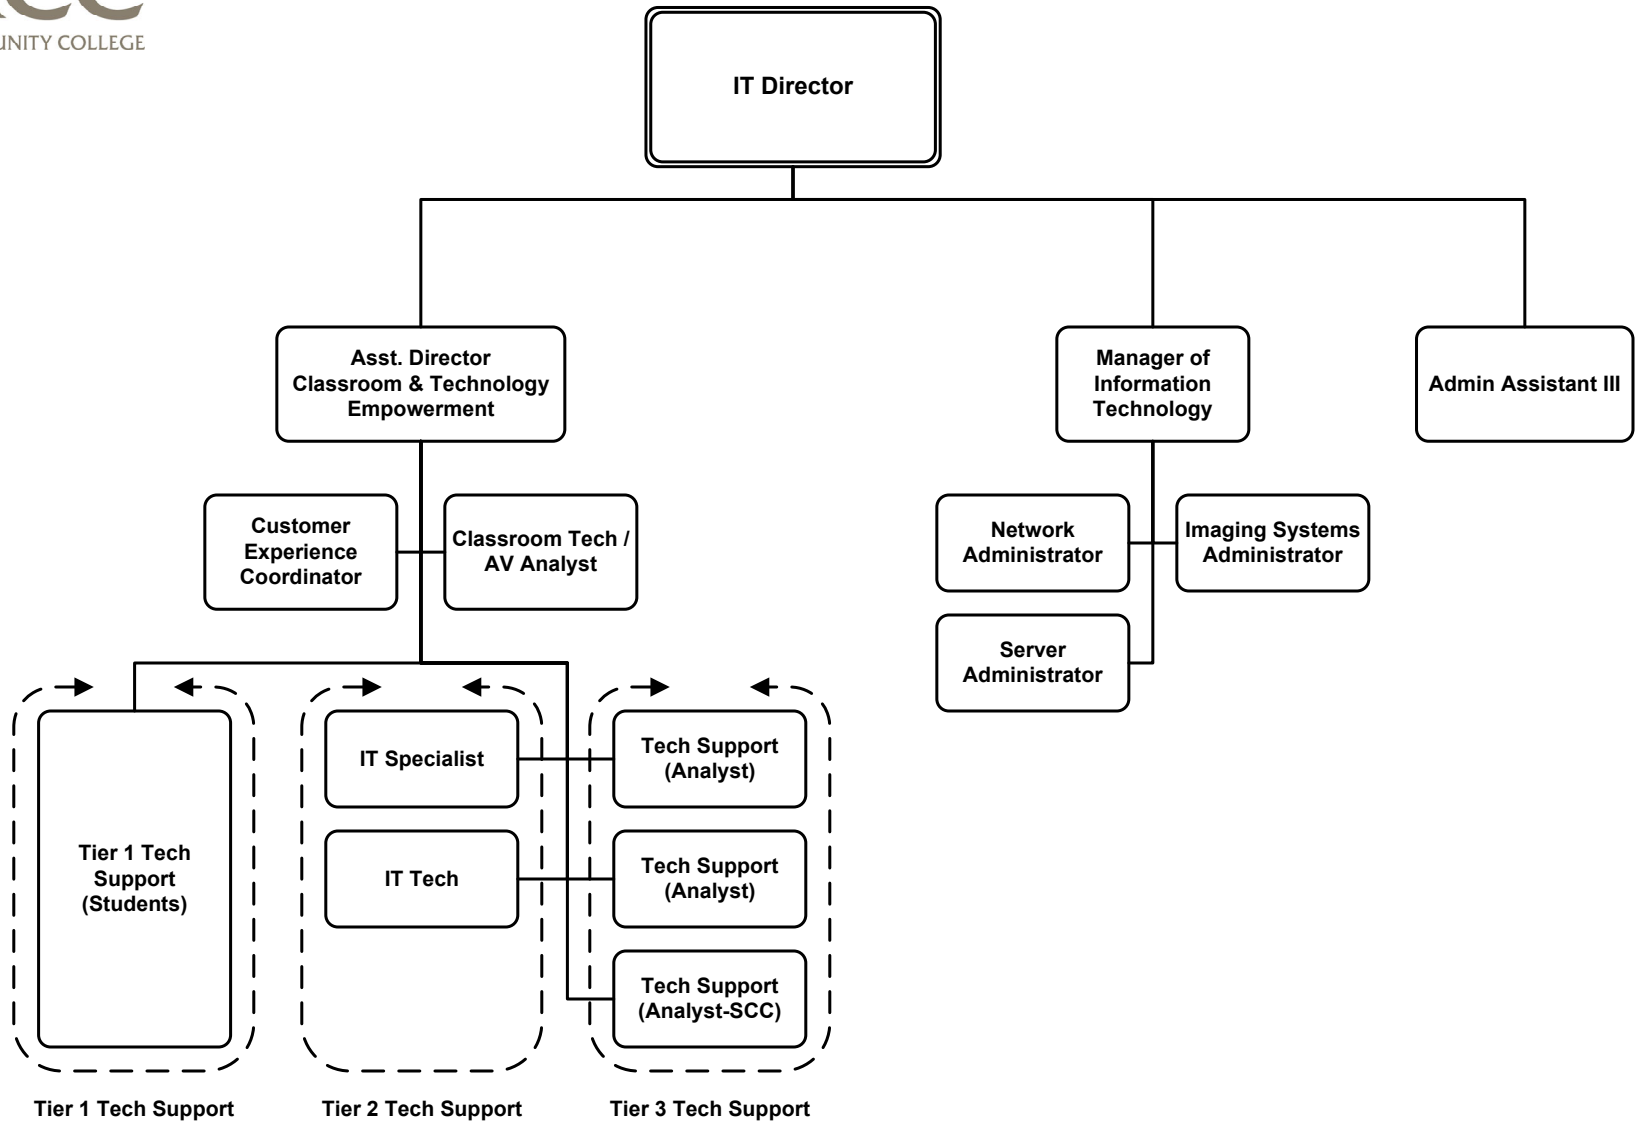 COLLEGE
IT Director
Asst. Director
Classroom & Technology
Empowerment
Manager of
Information
Technology
Admin Assistant III
Customer
Experience
Coordinator
Classroom Tech /
AV Analyst
Network
Administrator
Imaging Systems
Administrator
Server
Administrator
Tier 1 Tech
Support
(Students)
IT Specialist
Tech Support
(Analyst)
IT Tech
Tech Support
(Analyst)
Tech Support
(Analyst-SCC)
Tier 1 Tech Support
Tier 2 Tech Support
Tier 3 Tech Support